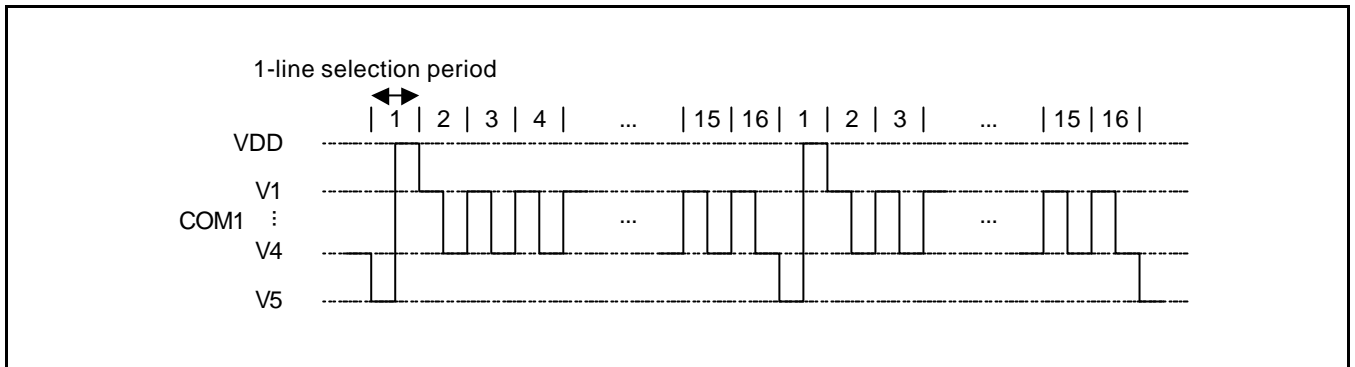 1-line selection period
| 1 | 2 | 3 | 4 | ... | 15 | 16 | 1 | 2 | 3 | ... | 15 | 16 |
VDD
V1
COM1 ⋮ ... ...
V4
V5